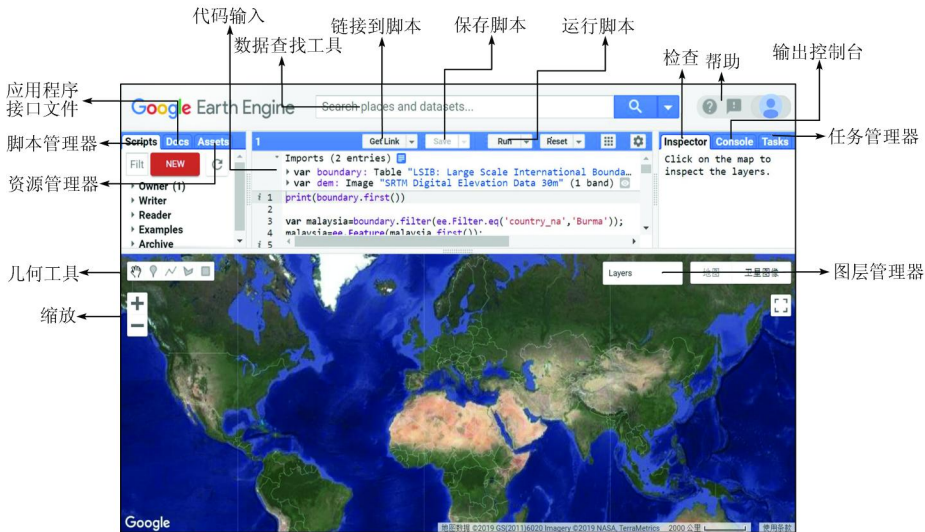 代码输入
链接到脚本
保存脚本
运行脚本
数据查找工具
检查
帮助
输出控制台
应用程序
接口文件
Google Earth Engine
Search places and datasets...
脚本管理器
Scripts Docs Assets
1
Get Link
Save
Run
Reset
Inspector Console Tasks
任务管理器
Filt
NEW
资源管理器
Owner (1)
Writer
Reader
Examples
Archive
Imports (2 entries)
var boundary: Table "LSIB: Large Scale International Bounda...
var dem: Image "SRTM Digital Elevation Data 30m" (1 band)
i 1 print(boundary.first())
2
3 var malaysia=boundary.filter(ee.Filter.eq('country_na','Burma'));
4 malaysia=ee.Feature(malaysia.first());
i 5
Click on the map to
inspect the layers.
几何工具
Layers
地图
卫星图像
图层管理器
缩放
Google
地图数据 ©2019 GS(2011)6020 Imagery ©2019 NASA, TerraMetrics
2000 公里
使用条款